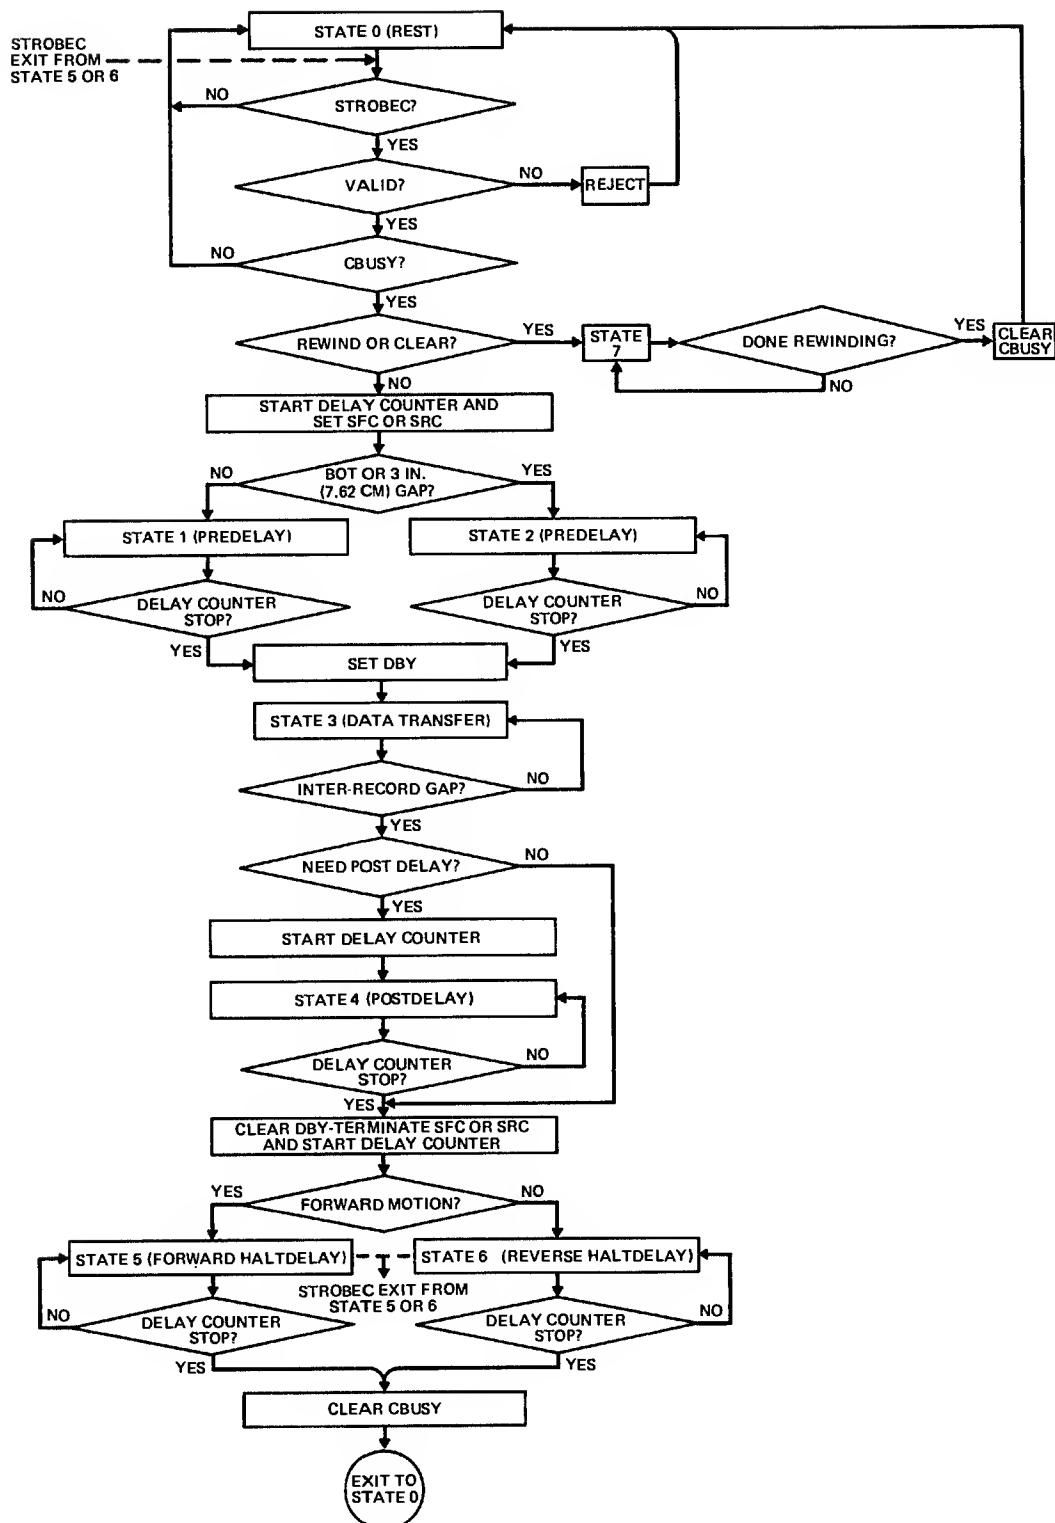 STATE 0 (REST)
STROBEC
EXIT FROM
STATE 5 OR 6
NO
STROBEC?
YES
VALID?
NO
REJECT
YES
NO
CBUSY?
YES
REWIND OR CLEAR?
YES
STATE
7
DONE REWINDING?
YES
CLEAR
CBUSY
NO
NO
START DELAY COUNTER AND
SET SFC OR SRC
NO
BOT OR 3 IN.
(7.62 CM) GAP?
YES
STATE 1 (PREDELAY)
STATE 2 (PREDELAY)
NO
DELAY COUNTER
STOP?
DELAY COUNTER
STOP?
NO
YES
YES
SET DBY
STATE 3 (DATA TRANSFER)
INTER-RECORD GAP?
NO
YES
NEED POST DELAY?
NO
YES
START DELAY COUNTER
STATE 4 (POSTDELAY)
DELAY COUNTER
STOP?
NO
YES
CLEAR DBY-TERMINATE SFC OR SRC
AND START DELAY COUNTER
YES
FORWARD MOTION?
NO
STATE 5 (FORWARD HALTDELAY)
STATE 6 (REVERSE HALTDELAY)
STROBEC EXIT FROM
STATE 5 OR 6
NO
DELAY COUNTER
STOP?
DELAY COUNTER
STOP?
NO
YES
YES
CLEAR CBUSY
EXIT TO
STATE 0